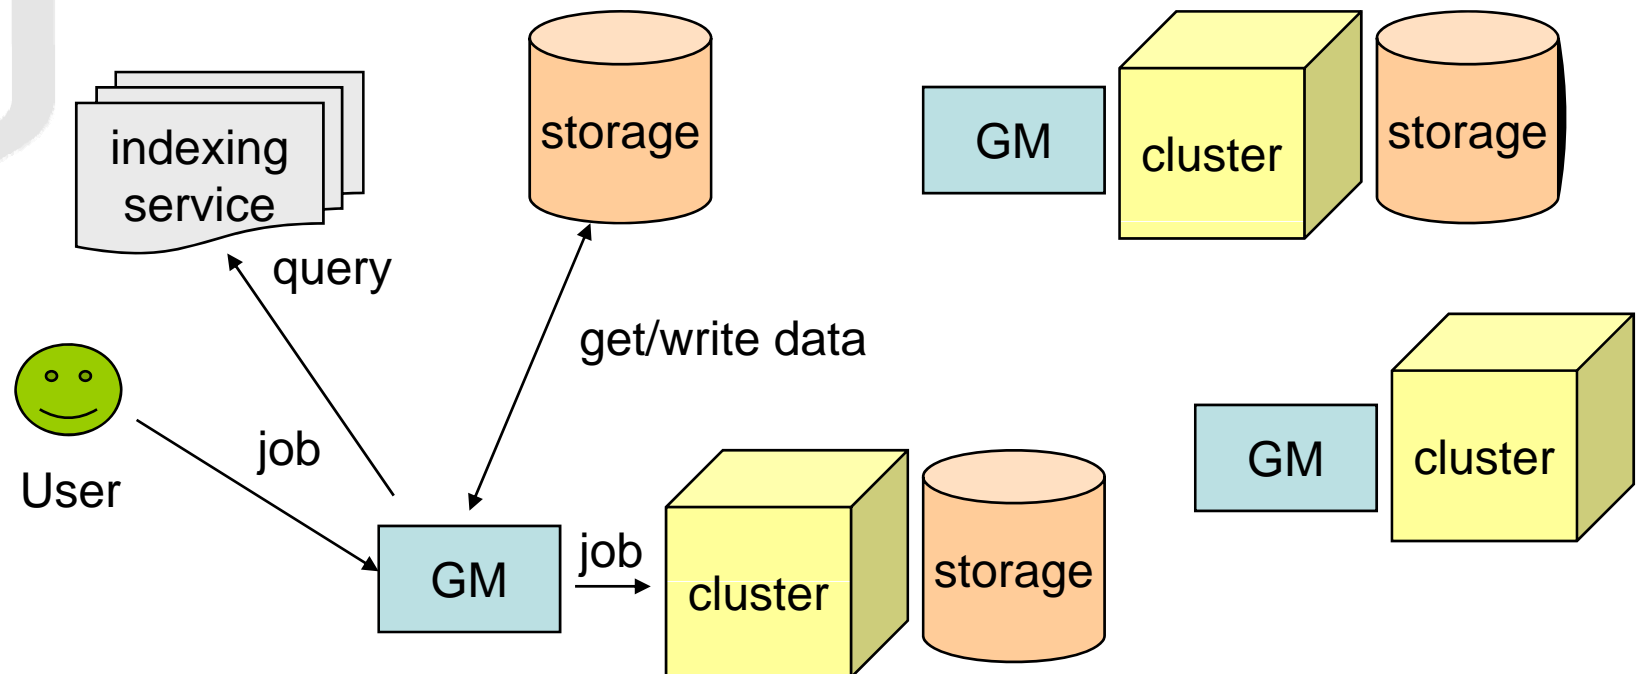 indexing
service
storage
GM
cluster
storage
query
get/write data
User
job
GM
cluster
GM
job
cluster
storage